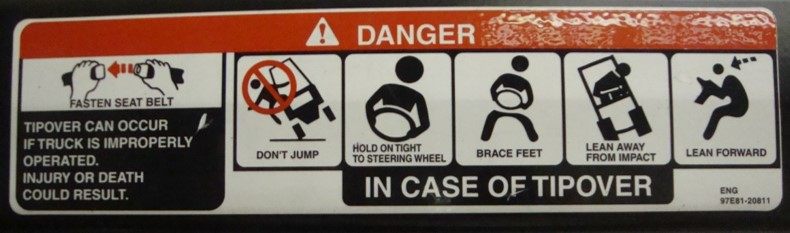 DANGER
FASTEN SEAT BELT
TIPOVER CAN OCCUR
IF TRUCK IS IMPROPERLY
OPERATED.
INJURY OR DEATH
COULD RESULT.
DON'T JUMP
HOLD ON TIGHT
TO STEERING WHEEL
BRACE FEET
LEAN AWAY
FROM IMPACT
LEAN FORWARD
IN CASE OF TIPOVER
ENG
97E81-20811